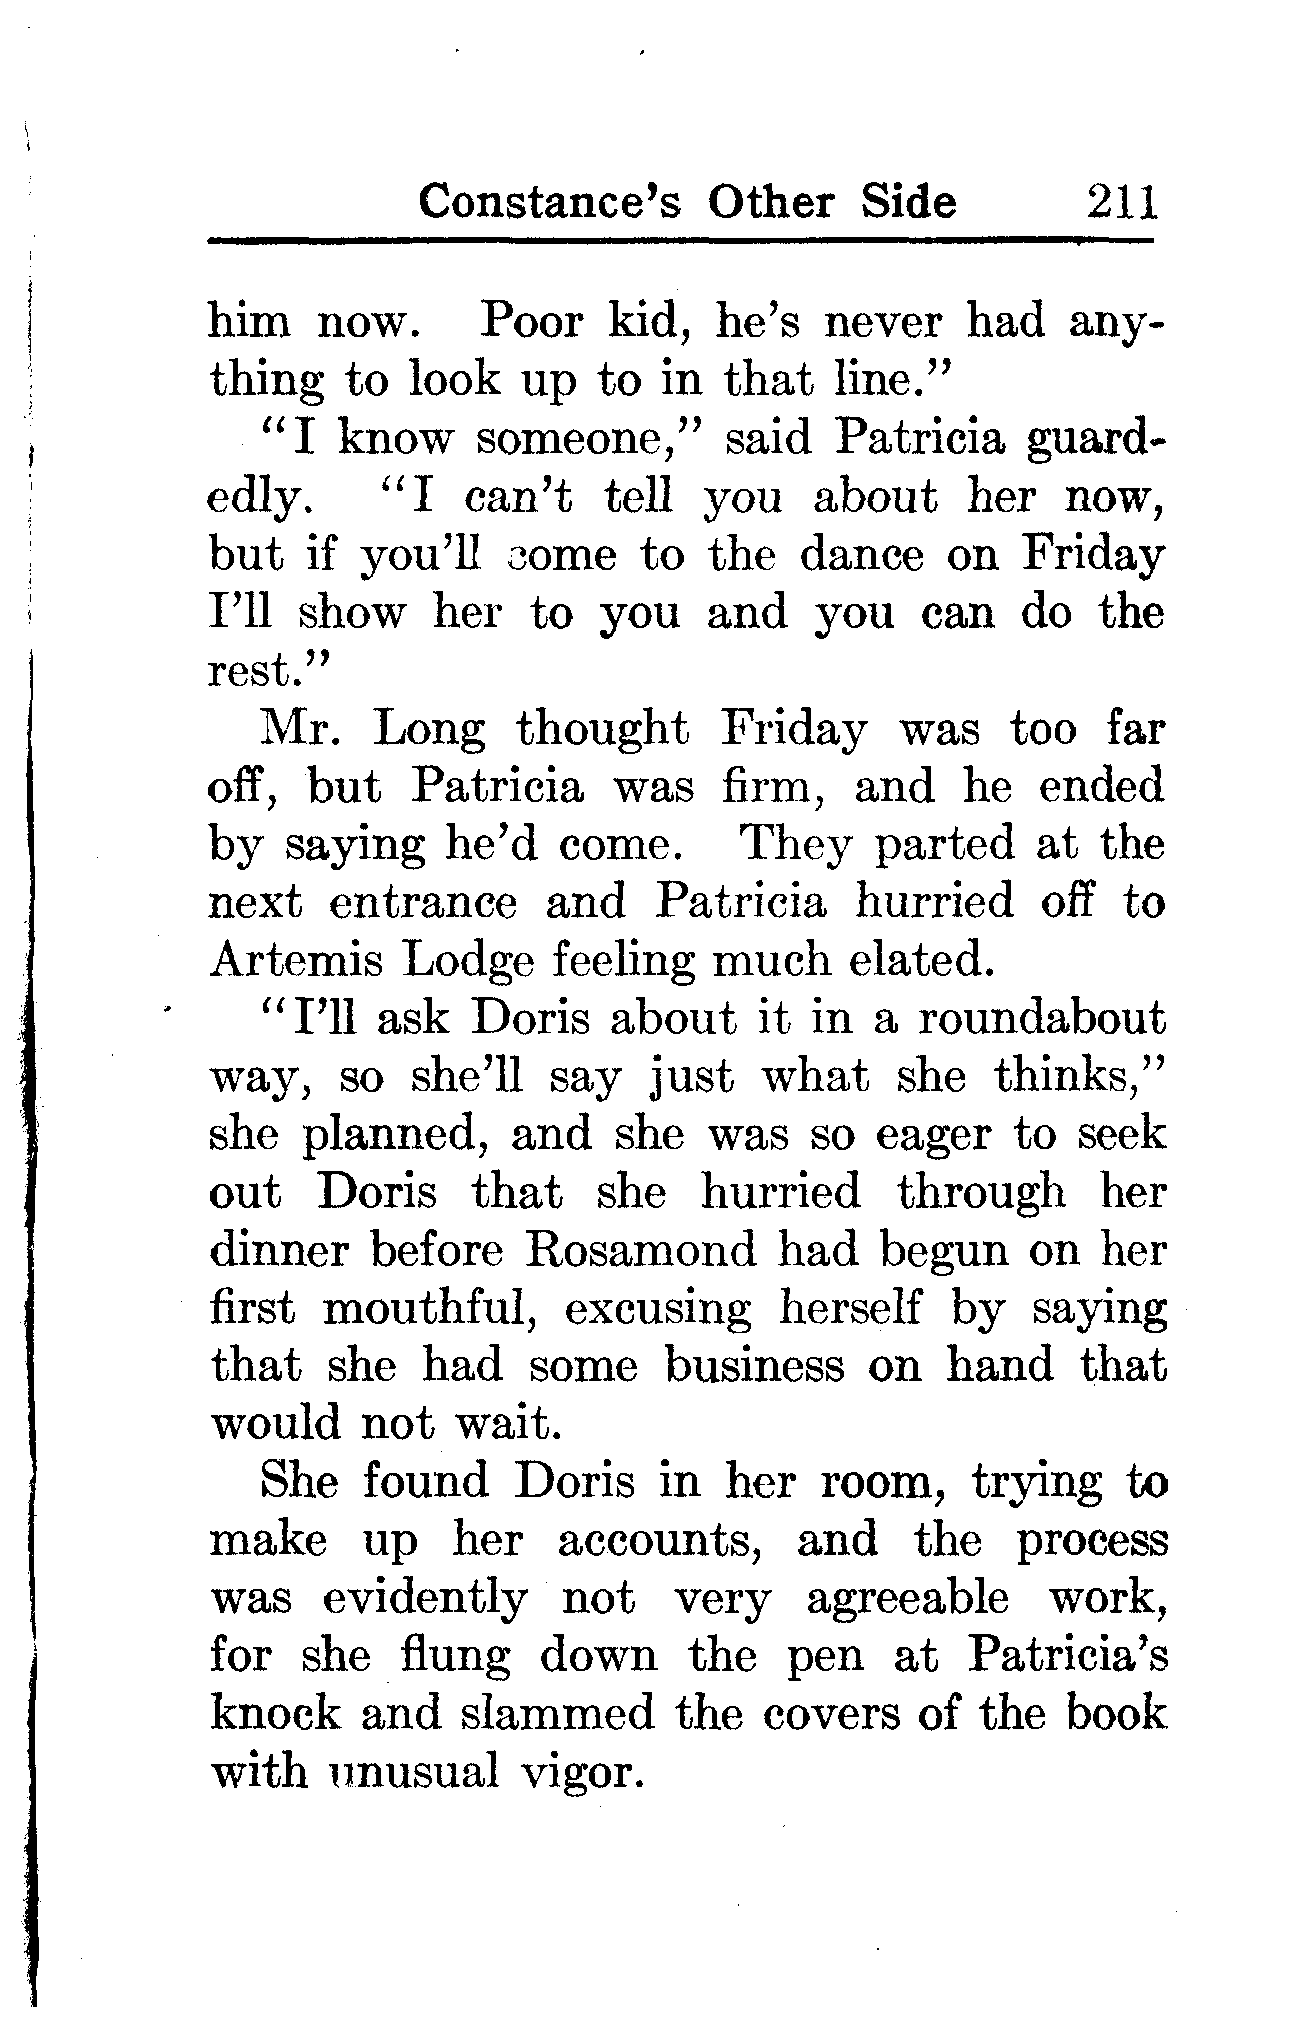 Constance's Other Side 211
him now. Poor kid, he's never had any-
thing to look up to in that line."
"I know someone," said Patricia guard-
edly. "I can't tell you about her now,
but if you'll come to the dance on Friday
I'll show her to you and you can do the
rest."
Mr. Long thought Friday was too far
off, but Patricia was firm, and he ended
by saying he'd come. They parted at the
next entrance and Patricia hurried off to
Artemis Lodge feeling much elated.
"I'll ask Doris about it in a roundabout
way, so she'll say just what she thinks,"
she planned, and she was so eager to seek
out Doris that she hurried through her
dinner before Rosamond had begun on her
first mouthful, excusing herself by saying
that she had some business on hand that
would not wait.
She found Doris in her room, trying to
make up her accounts, and the process
was evidently not very agreeable work,
for she flung down the pen at Patricia's
knock and slammed the covers of the book
with unusual vigor.